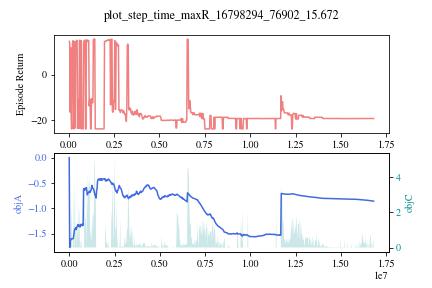 plot_step_time_maxR_16798294_76902_15.672
Episode Return
0
−20
0.00 0.25 0.50 0.75 1.00 1.25 1.50 1.75
objA
0.0
−0.5
−1.0
−1.5
objC
4
2
0
0.00 0.25 0.50 0.75 1.00 1.25 1.50 1.75
1e7